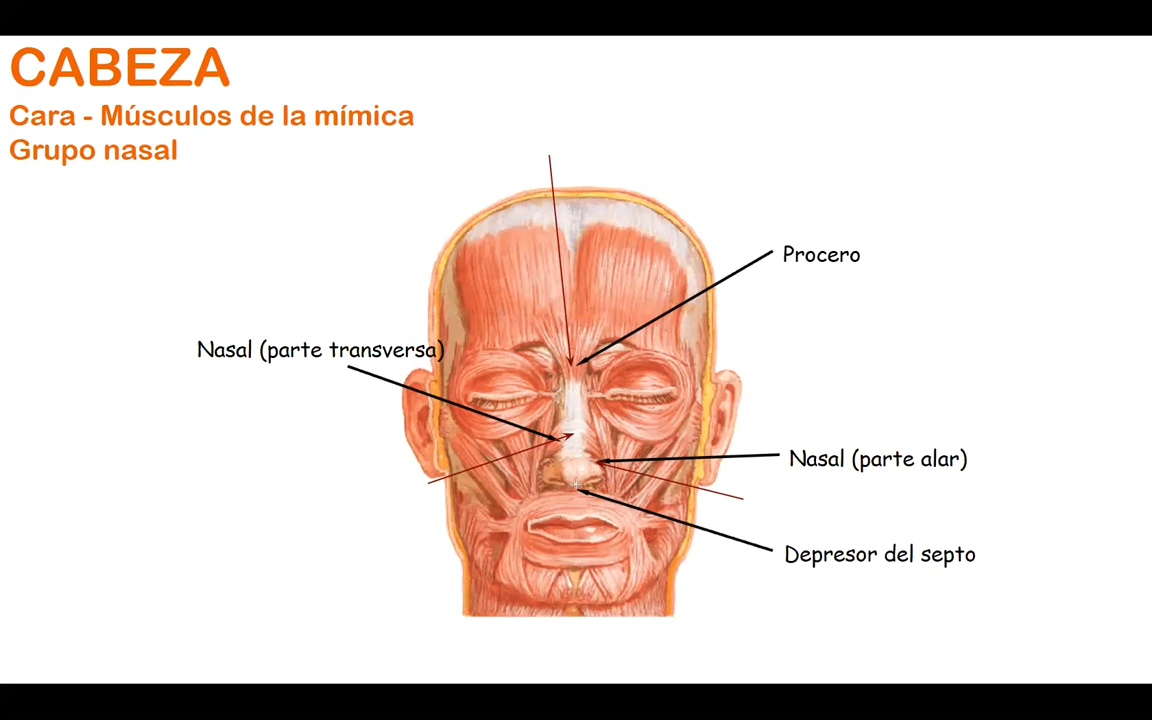 CABEZA
Cara - Músculos de la mímica
Grupo nasal
Procero
Nasal (parte transversa)
Nasal (parte alar)
Depresor del septo